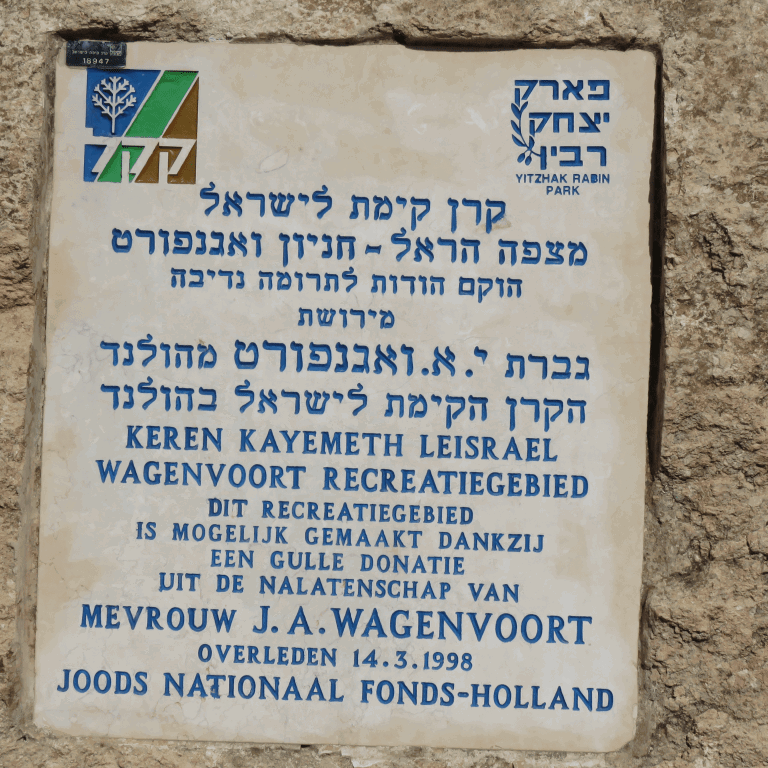 18947
קקל
פארק
יצחק
רבין
YITZHAK RABIN
PARK
קרן קימת לישראל
מצפה הראל - חניון ואגנפורט
הוקם הודות לתרומה נדיבה
מירושת
גברת י. א. ואגנפורט מהולנד
הקרן הקימת לישראל בהולנד
KEREN KAYEMETH LEISRAEL
WAGENVOORT RECREATIEGEBIED
DIT RECREATIEGEBIED
IS MOGELIJK GEMAAKT DANKZIJ
EEN GULLE DONATIE
UIT DE NALATENSCHAP VAN
MEVROUW J. A. WAGENVOORT
OVERLEDEN 14.3.1998
JOODS NATIONAAL FONDS-HOLLAND